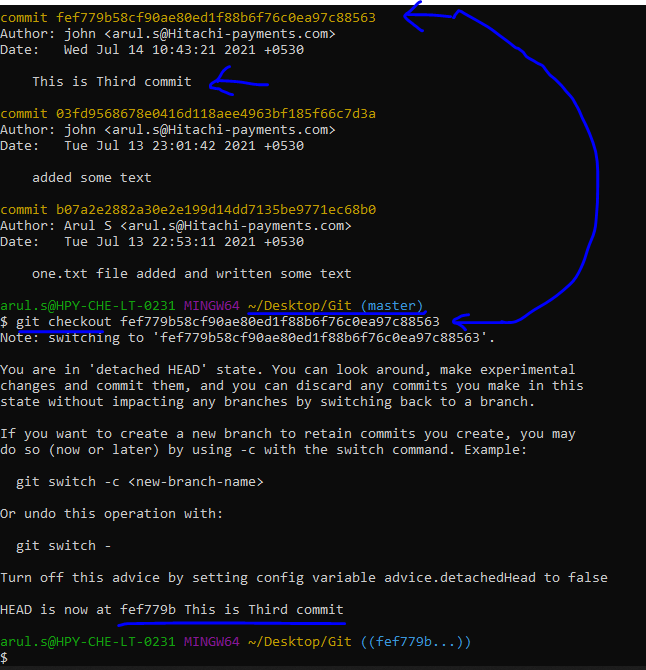 commit fef779b58cf90ae80ed1f88b6f76c0ea97c88563
Author: john <arul.s@Hitachi-payments.com>
Date:   Wed Jul 14 10:43:21 2021 +0530
    This is Third commit
commit 03fd9568678e0416d118aee4963bf185f66c7d3a
Author: john <arul.s@Hitachi-payments.com>
Date:   Tue Jul 13 23:01:42 2021 +0530
    added some text
commit b07a2e2882a30e2e199d14dd7135be9771ec68b0
Author: Arul S <arul.s@Hitachi-payments.com>
Date:   Tue Jul 13 22:53:11 2021 +0530
    one.txt file added and written some text
arul.s@HPY-CHE-LT-0231 MINGW64 ~/Desktop/Git (master)
$ git checkout fef779b58cf90ae80ed1f88b6f76c0ea97c88563
Note: switching to 'fef779b58cf90ae80ed1f88b6f76c0ea97c88563'.
You are in 'detached HEAD' state. You can look around, make experimental
changes and commit them, and you can discard any commits you make in this
state without impacting any branches by switching back to a branch.
If you want to create a new branch to retain commits you create, you may
do so (now or later) by using -c with the switch command. Example:
  git switch -c <new-branch-name>
Or undo this operation with:
  git switch -
Turn off this advice by setting config variable advice.detachedHead to false
HEAD is now at fef779b This is Third commit
arul.s@HPY-CHE-LT-0231 MINGW64 ~/Desktop/Git ((fef779b...))
$